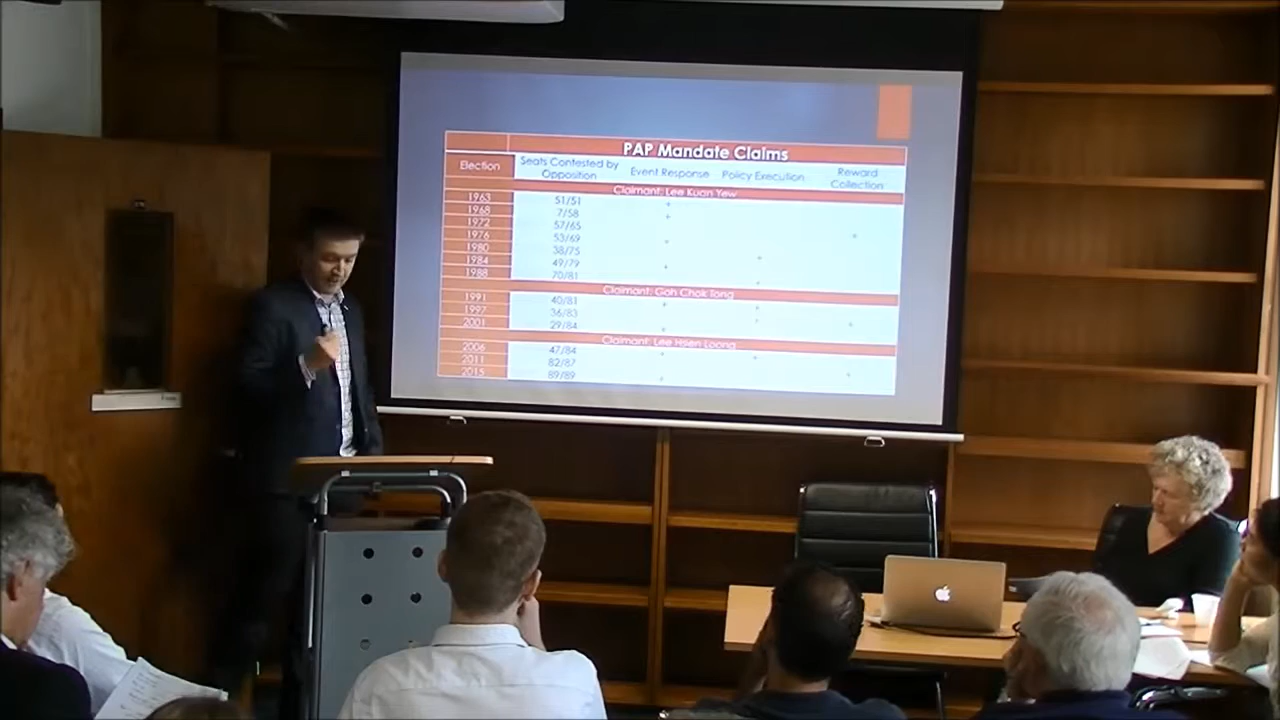 PAP Mandate Claims
Election Seats Contested by Opposition Event Response Policy Execution Reward Collection
Claimant: Lee Kuan Yew
1963 51/51 +
1968 7/58 +
1972 57/65
1976 53/69 + +
1980 38/75
1984 49/79 + +
1988 70/81 +
Claimant: Goh Chok Tong
1991 40/81 +
1997 36/83 +
2001 29/84 + +
Claimant: Lee Hsien Loong
2006 47/84 + +
2011 82/87
2015 89/89 + +